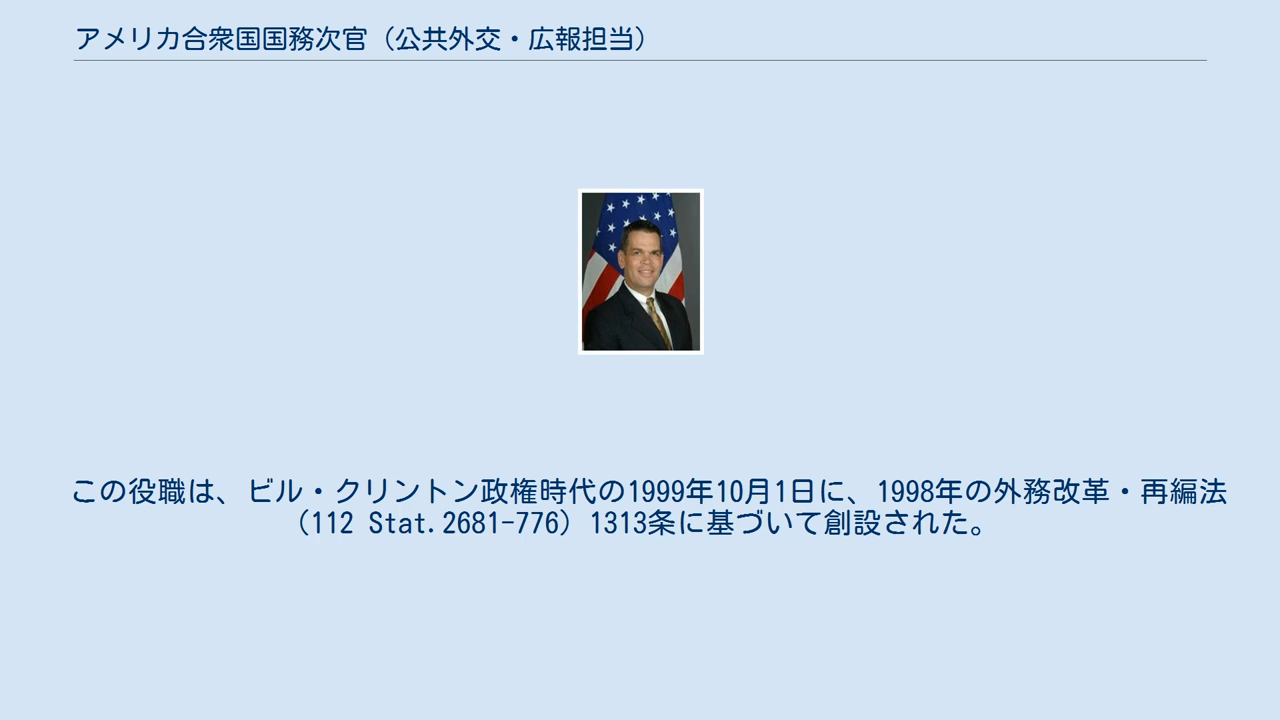 アメリカ合衆国国務次官（公共外交・広報担当）
この役職は、ビル・クリントン政権時代の1999年10月1日に、1998年の外務改革・再編法
（112 Stat.2681-776）1313条に基づいて創設された。